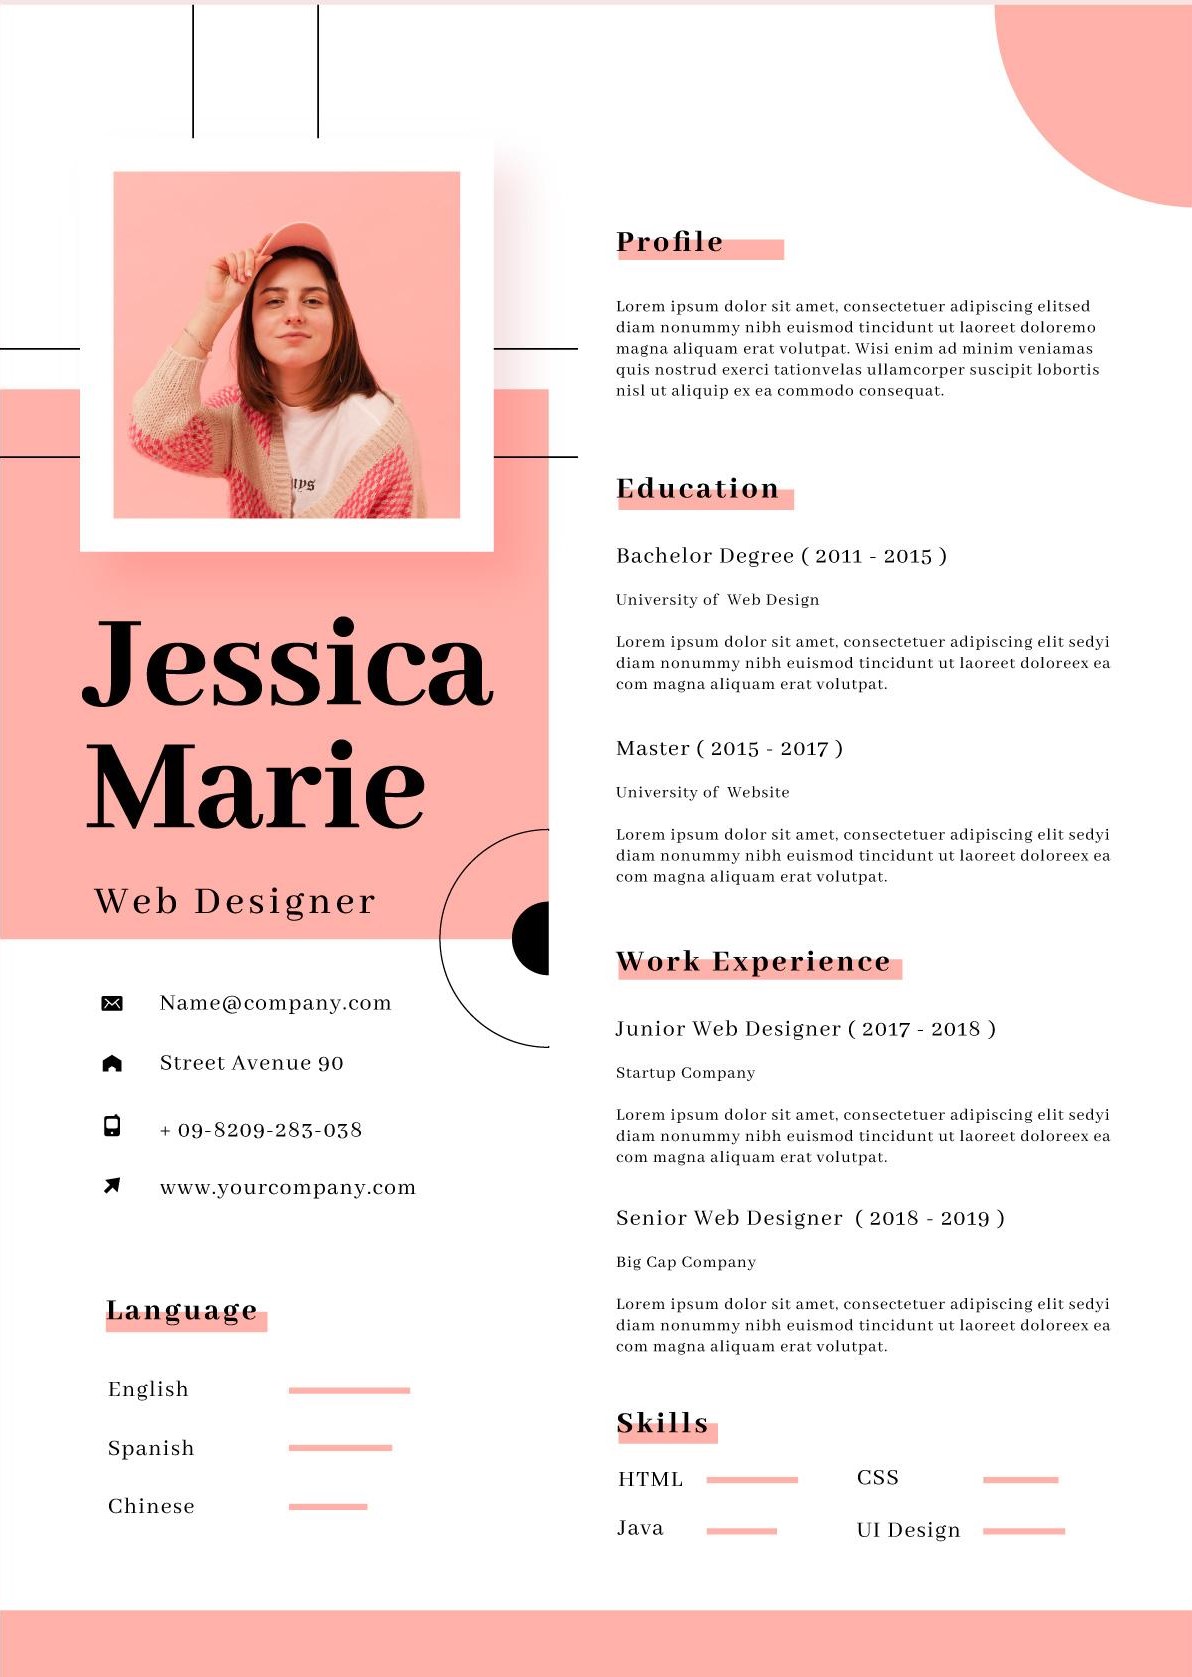 Jessica
Marie
Web Designer
Name@company.com
Street Avenue 90
+ 09-8209-283-038
www.yourcompany.com
Language
English
Spanish
Chinese
Profile
Lorem ipsum dolor sit amet, consectetuer adipiscing elitsed
diam nonummy nibh euismod tincidunt ut laoreet doloremo
magna aliquam erat volutpat. Wisi enim ad minim veniamas
quis nostrud exerci tationvelas ullamcorper suscipit lobortis
nisl ut aliquip ex ea commodo consequat.
Education
Bachelor Degree ( 2011 - 2015 )
University of Web Design
Lorem ipsum dolor sit amet, consectetuer adipiscing elit sedyi
diam nonummy nibh euismod tincidunt ut laoreet doloreex ea
com magna aliquam erat volutpat.
Master ( 2015 - 2017 )
University of Website
Lorem ipsum dolor sit amet, consectetuer adipiscing elit sedyi
diam nonummy nibh euismod tincidunt ut laoreet doloreex ea
com magna aliquam erat volutpat.
Work Experience
Junior Web Designer ( 2017 - 2018 )
Startup Company
Lorem ipsum dolor sit amet, consectetuer adipiscing elit sedyi
diam nonummy nibh euismod tincidunt ut laoreet doloreex ea
com magna aliquam erat volutpat.
Senior Web Designer ( 2018 - 2019 )
Big Cap Company
Lorem ipsum dolor sit amet, consectetuer adipiscing elit sedyi
diam nonummy nibh euismod tincidunt ut laoreet doloreex ea
com magna aliquam erat volutpat.
Skills
HTML
CSS
Java
UI Design